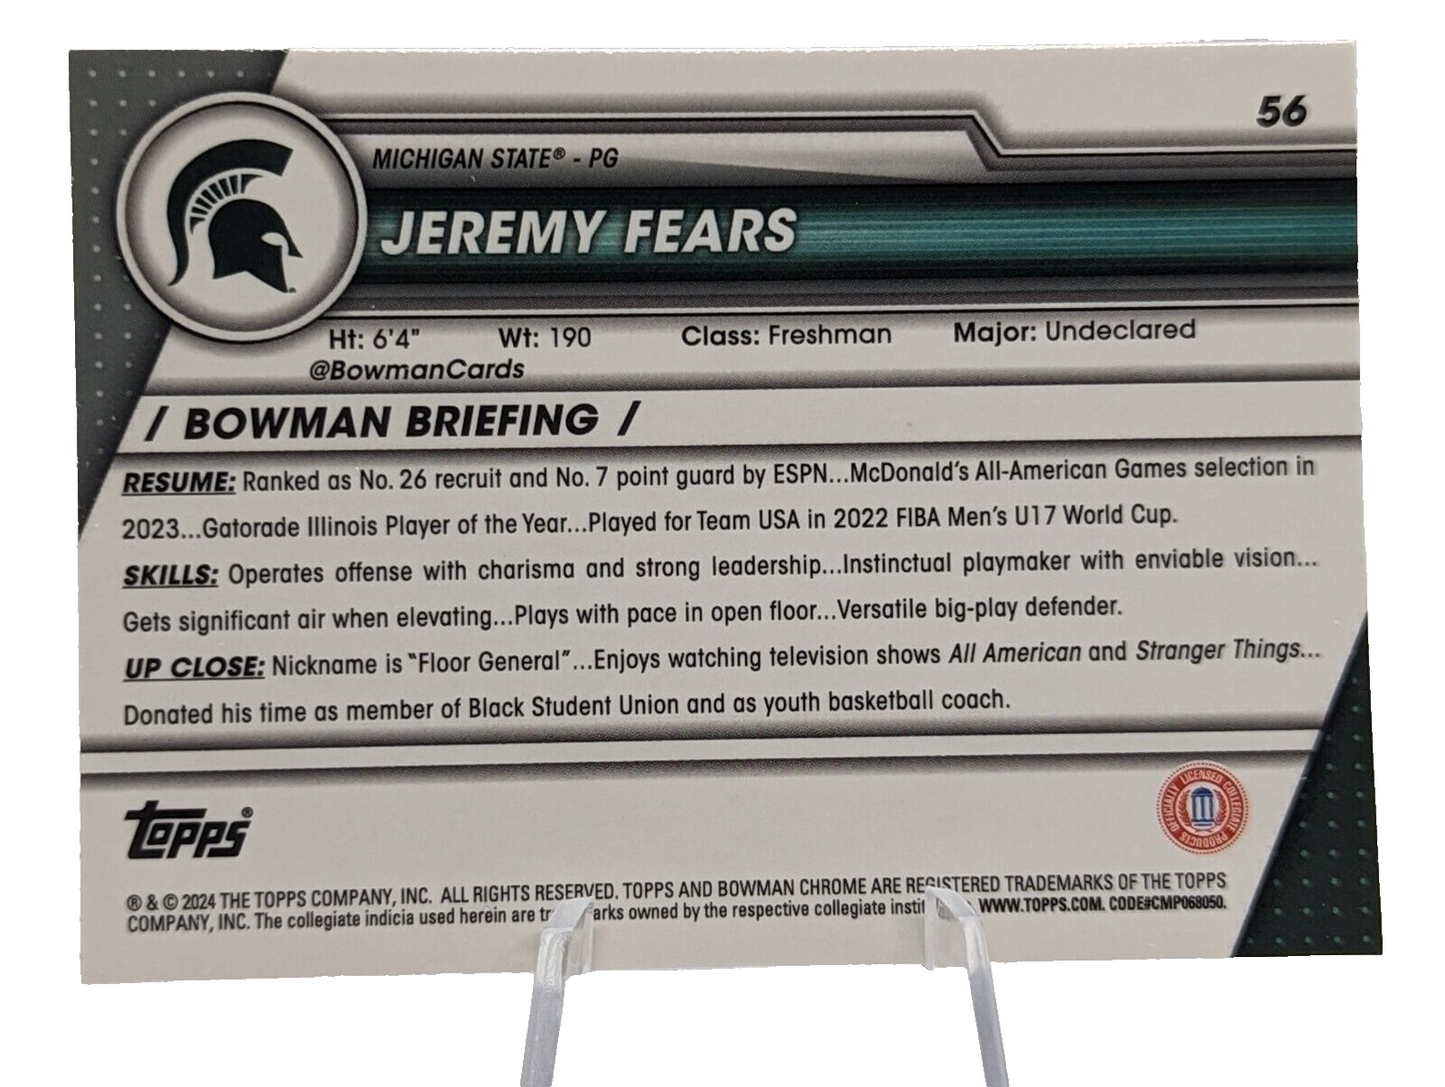 56
MICHIGAN STATE® - PG
JEREMY FEARS
Ht: 6'4" Wt: 190 Class: Freshman Major: Undeclared
@BowmanCards
/ BOWMAN BRIEFING /
RESUME: Ranked as No. 26 recruit and No. 7 point guard by ESPN...McDonald's All-American Games selection in
2023...Gatorade Illinois Player of the Year...Played for Team USA in 2022 FIBA Men's U17 World Cup.
SKILLS: Operates offense with charisma and strong leadership...Instinctual playmaker with enviable vision...
Gets significant air when elevating...Plays with pace in open floor...Versatile big-play defender.
UP CLOSE: Nickname is "Floor General"...Enjoys watching television shows All American and Stranger Things...
Donated his time as member of Black Student Union and as youth basketball coach.
OFFICIALLY LICENSED COLLEGIATE PRODUCTS
Topps®
® & © 2024 THE TOPPS COMPANY, INC. ALL RIGHTS RESERVED. TOPPS AND BOWMAN CHROME ARE REGISTERED TRADEMARKS OF THE TOPPS
COMPANY, INC. The collegiate indicia used herein are owned by the respective collegiate WWW.TOPPS.COM. CODE#CMP068050.